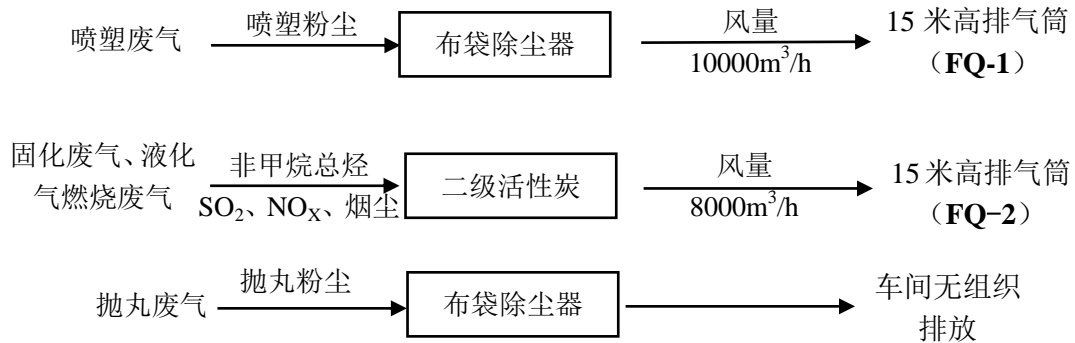 喷塑废气
喷塑粉尘
布袋除尘器
风量
10000m³/h
15 米高排气筒
（FQ-1）
固化废气、液化
气燃烧废气
非甲烷总烃
SO₂、NOX、烟尘
二级活性炭
风量
8000m³/h
15 米高排气筒
（FQ-2）
抛丸废气
抛丸粉尘
布袋除尘器
车间无组织
排放